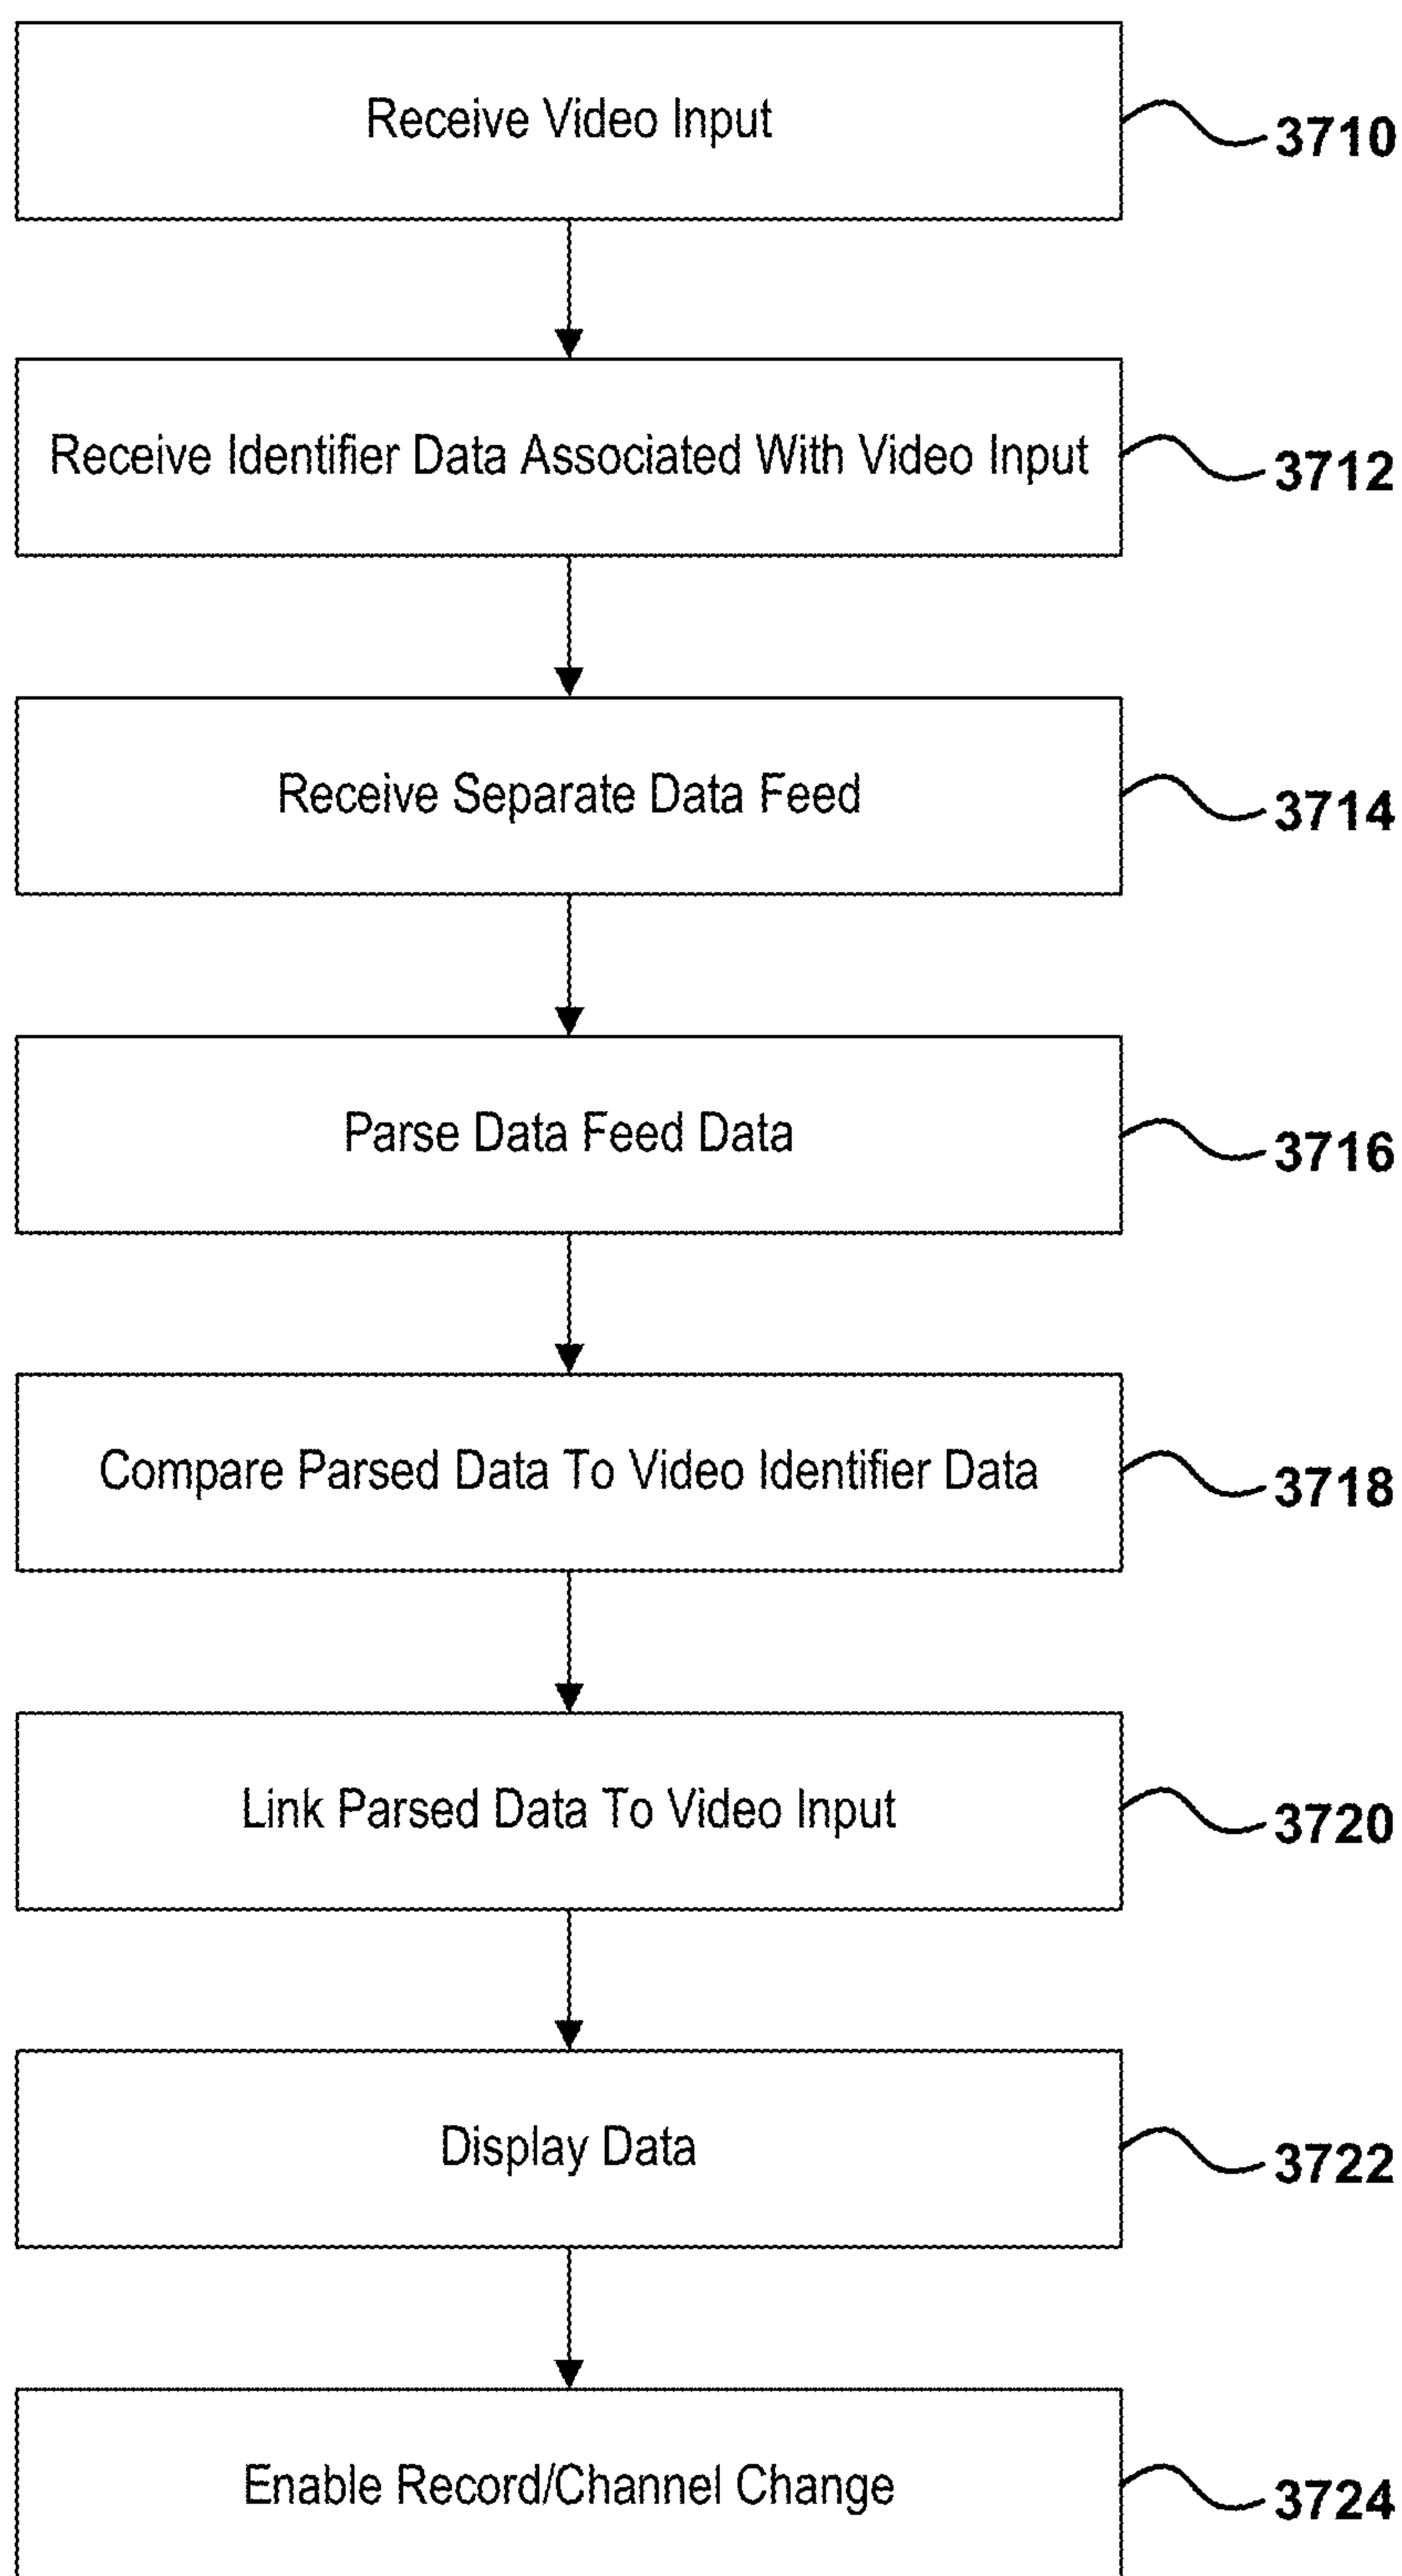 Receive Video Input
3710
Receive Identifier Data Associated With Video Input
3712
Receive Separate Data Feed
3714
Parse Data Feed Data
3716
Compare Parsed Data To Video Identifier Data
3718
Link Parsed Data To Video Input
3720
Display Data
3722
Enable Record/Channel Change
3724